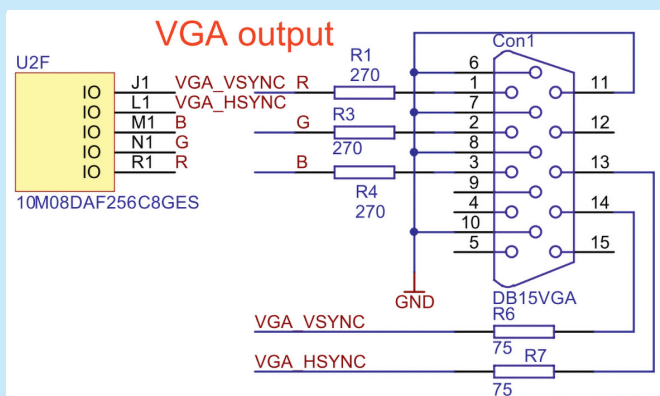 VGA output
U2F
IO J1 VGA_VSYNC
IO L1 VGA_HSYNC
IO M1 B
IO N1 G
IO R1 R
10M08DAF256C8GES
R R1 270
G R3 270
B R4 270
Con1
6
1 11
7
2 12
8
3 13
9
4 14
10
5 15
GND
DB15VGA
VGA_VSYNC R6 75
VGA_HSYNC R7 75